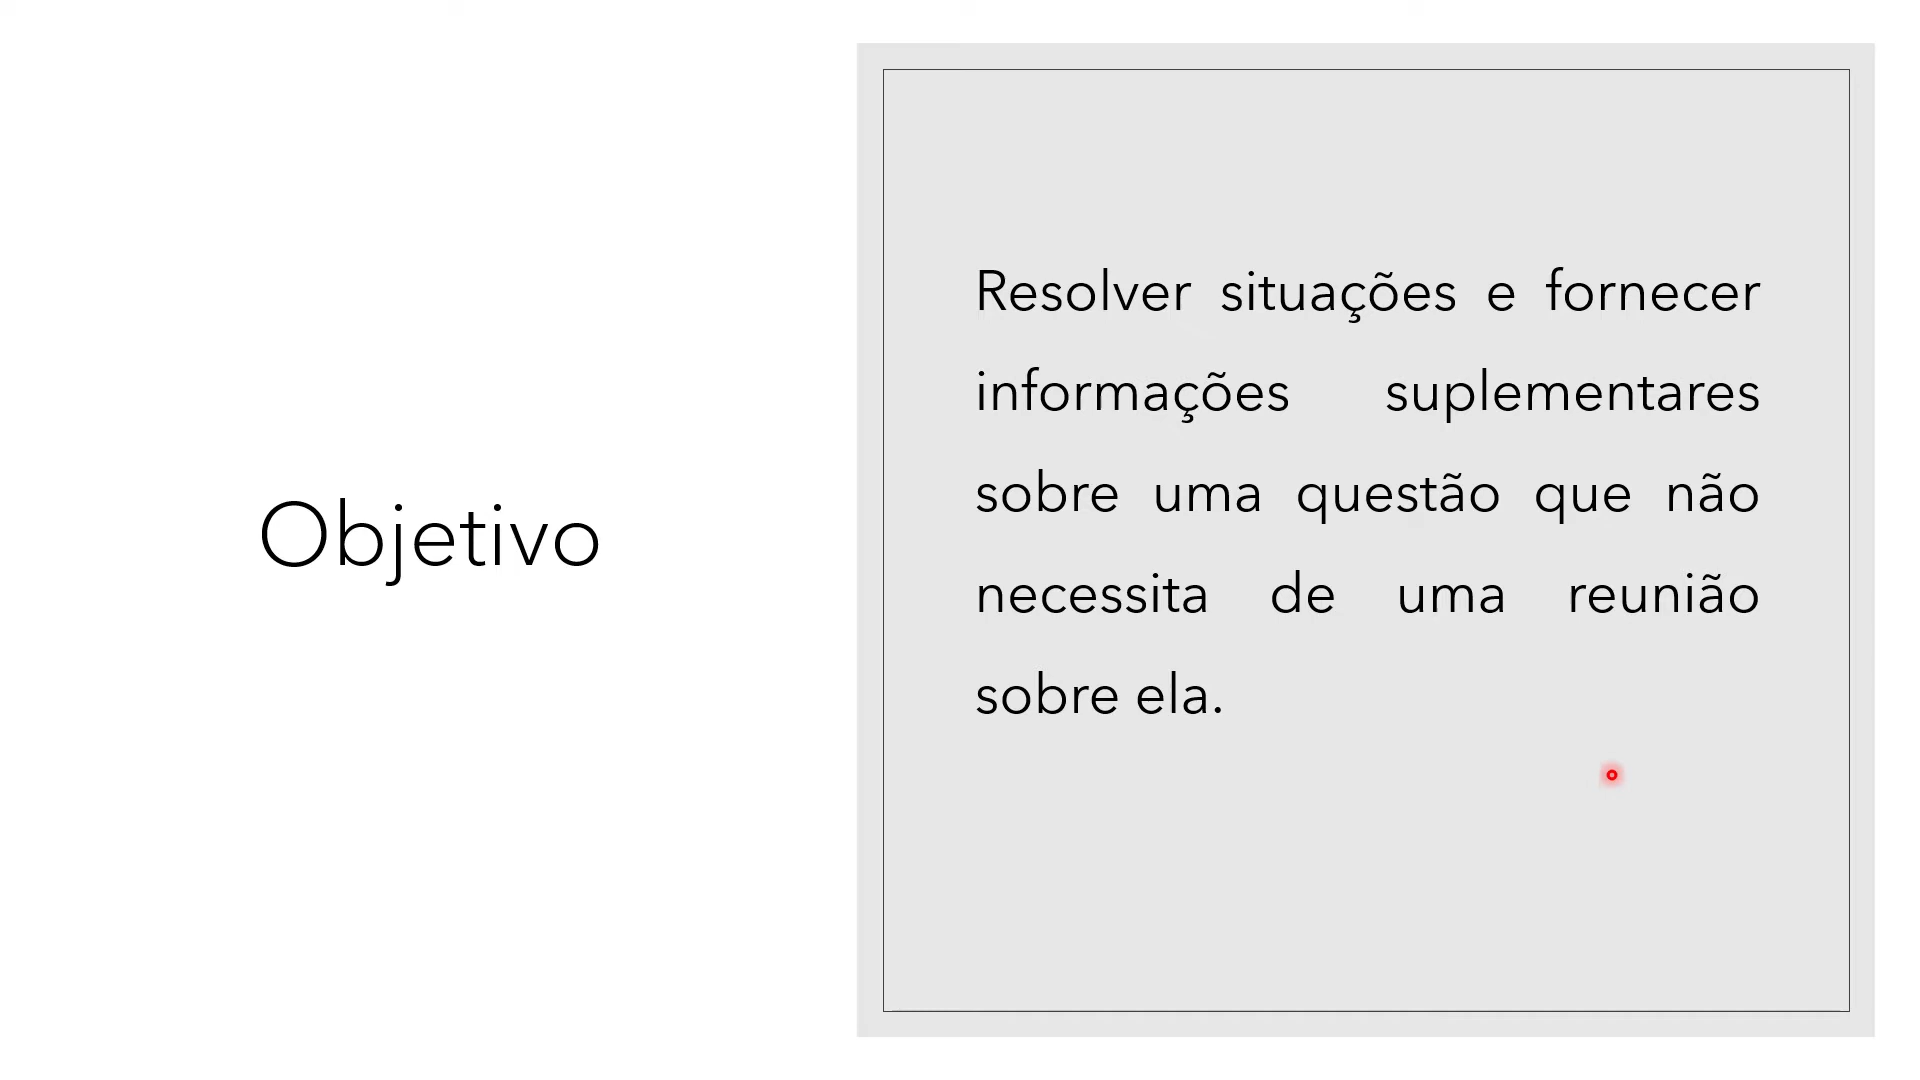 Objetivo
Resolver situações e fornecer
informações suplementares
sobre uma questão que não
necessita de uma reunião
sobre ela.